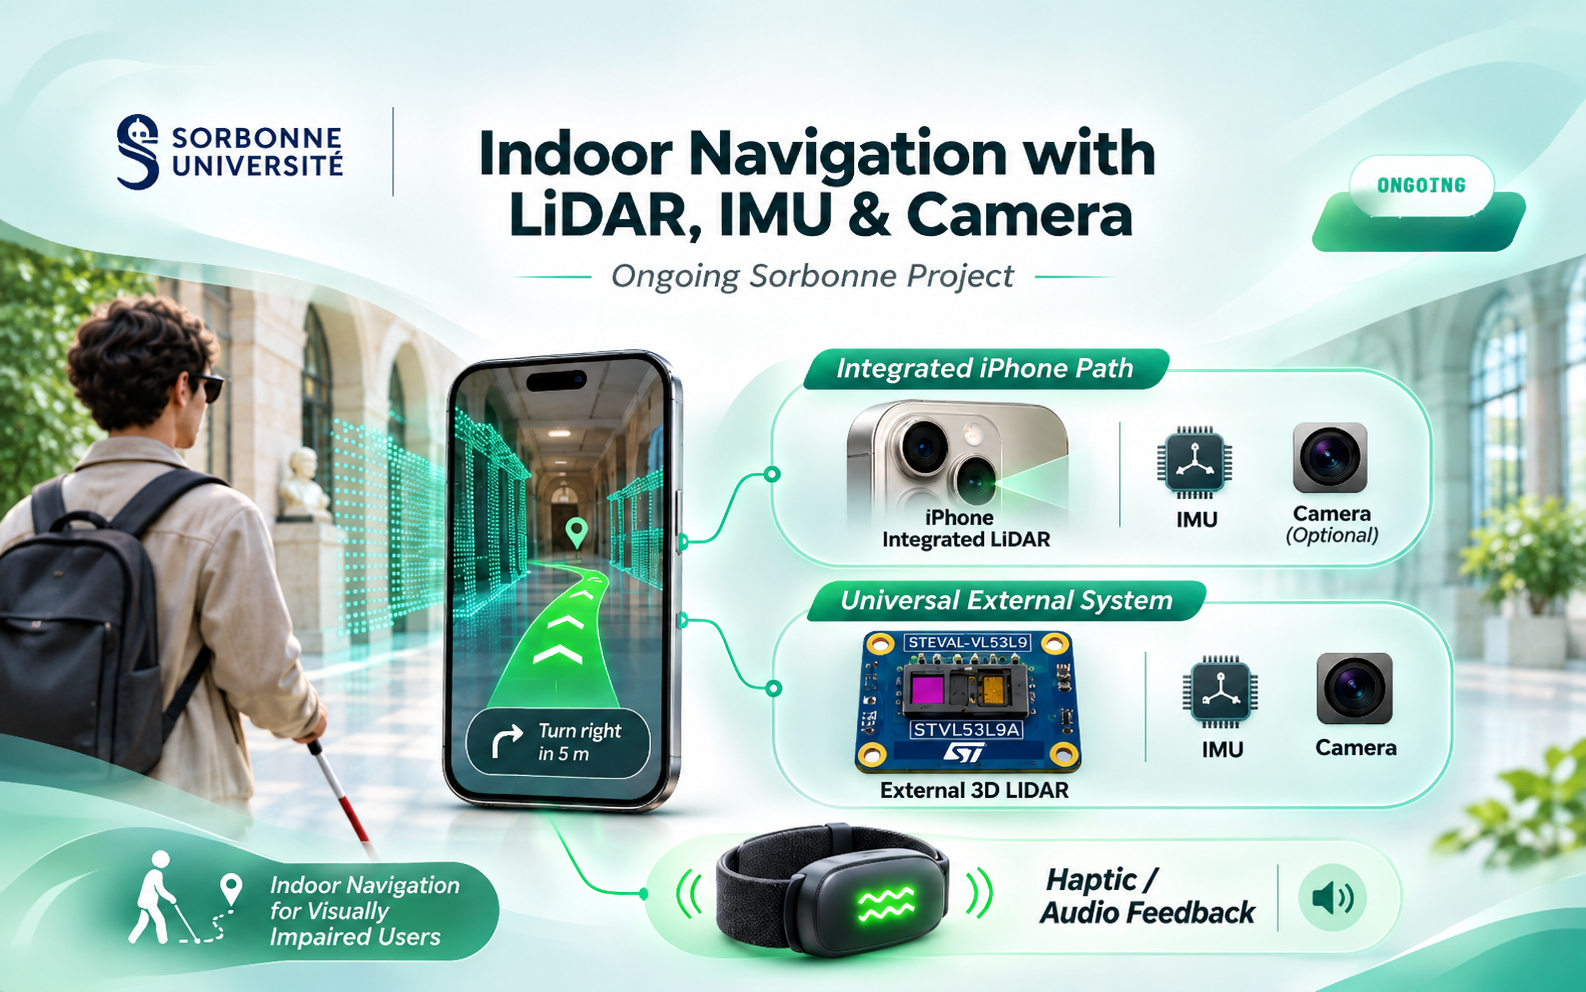 SORBONNE
UNIVERSITÉ
Indoor Navigation with
LiDAR, IMU & Camera
Ongoing Sorbonne Project
ONGOING
Integrated iPhone Path
iPhone
Integrated LiDAR
IMU
Camera
(Optional)
Universal External System
STEVAL-VL53L9
STVL53L9A
ST
External 3D LIDAR
IMU
Camera
Turn right
in 5 m
Indoor Navigation
for Visually
Impaired Users
Haptic /
Audio Feedback